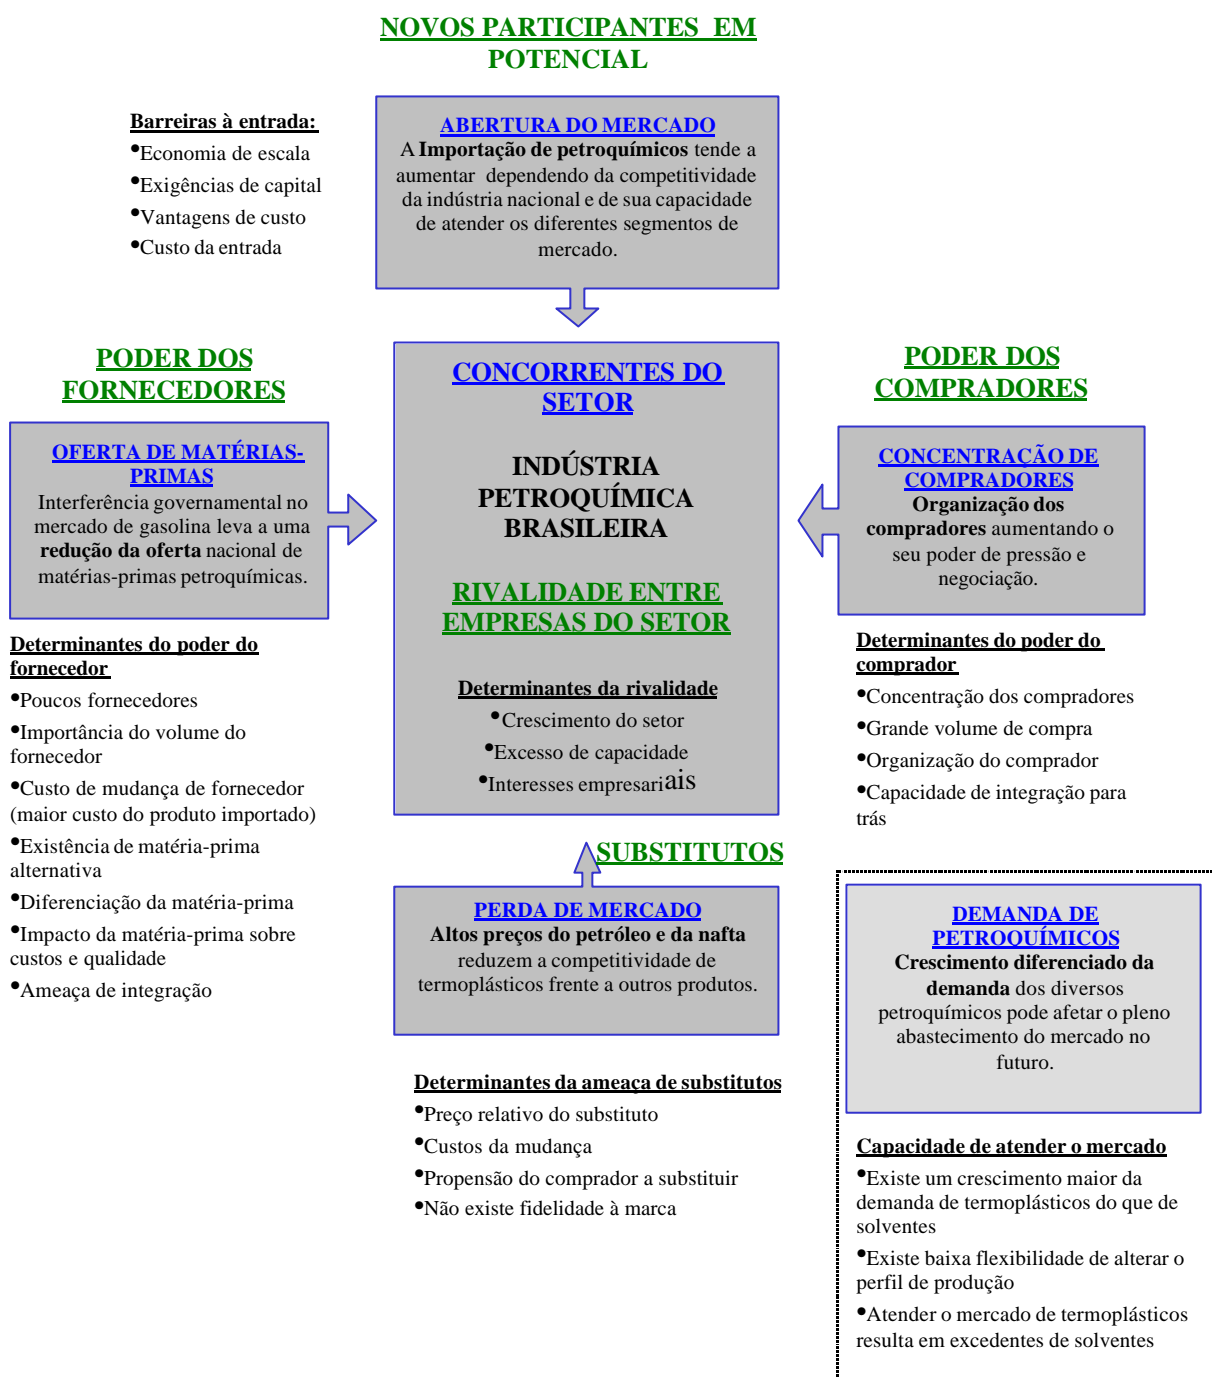 NOVOS PARTICIPANTES EM
POTENCIAL
Barreiras à entrada:
•Economia de escala
•Exigências de capital
•Vantagens de custo
•Custo da entrada
ABERTURA DO MERCADO
A Importação de petroquímicos tende a
aumentar dependendo da competitividade
da indústria nacional e de sua capacidade
de atender os diferentes segmentos de
mercado.
PODER DOS
FORNECEDORES
OFERTA DE MATÉRIAS-
PRIMAS
Interferência governamental no
mercado de gasolina leva a uma
redução da oferta nacional de
matérias-primas petroquímicas.
Determinantes do poder do
fornecedor
•Poucos fornecedores
•Importância do volume do
fornecedor
•Custo de mudança de fornecedor
(maior custo do produto importado)
•Existência de matéria-prima
alternativa
•Diferenciação da matéria-prima
•Impacto da matéria-prima sobre
custos e qualidade
•Ameaça de integração
CONCORRENTES DO
SETOR
INDÚSTRIA
PETROQUÍMICA
BRASILEIRA
RIVALIDADE ENTRE
EMPRESAS DO SETOR
Determinantes da rivalidade
•Crescimento do setor
•Excesso de capacidade
•Interesses empresariais
PODER DOS
COMPRADORES
CONCENTRAÇÃO DE
COMPRADORES
Organização dos
compradores aumentando o
seu poder de pressão e
negociação.
Determinantes do poder do
comprador
•Concentração dos compradores
•Grande volume de compra
•Organização do comprador
•Capacidade de integração para
trás
SUBSTITUTOS
PERDA DE MERCADO
Altos preços do petróleo e da nafta
reduzem a competitividade de
termoplásticos frente a outros produtos.
Determinantes da ameaça de substitutos
•Preço relativo do substituto
•Custos da mudança
•Propensão do comprador a substituir
•Não existe fidelidade à marca
DEMANDA DE
PETROQUÍMICOS
Crescimento diferenciado da
demanda dos diversos
petroquímicos pode afetar o pleno
abastecimento do mercado no
futuro.
Capacidade de atender o mercado
•Existe um crescimento maior da
demanda de termoplásticos do que de
solventes
•Existe baixa flexibilidade de alterar o
perfil de produção
•Atender o mercado de termoplásticos
resulta em excedentes de solventes